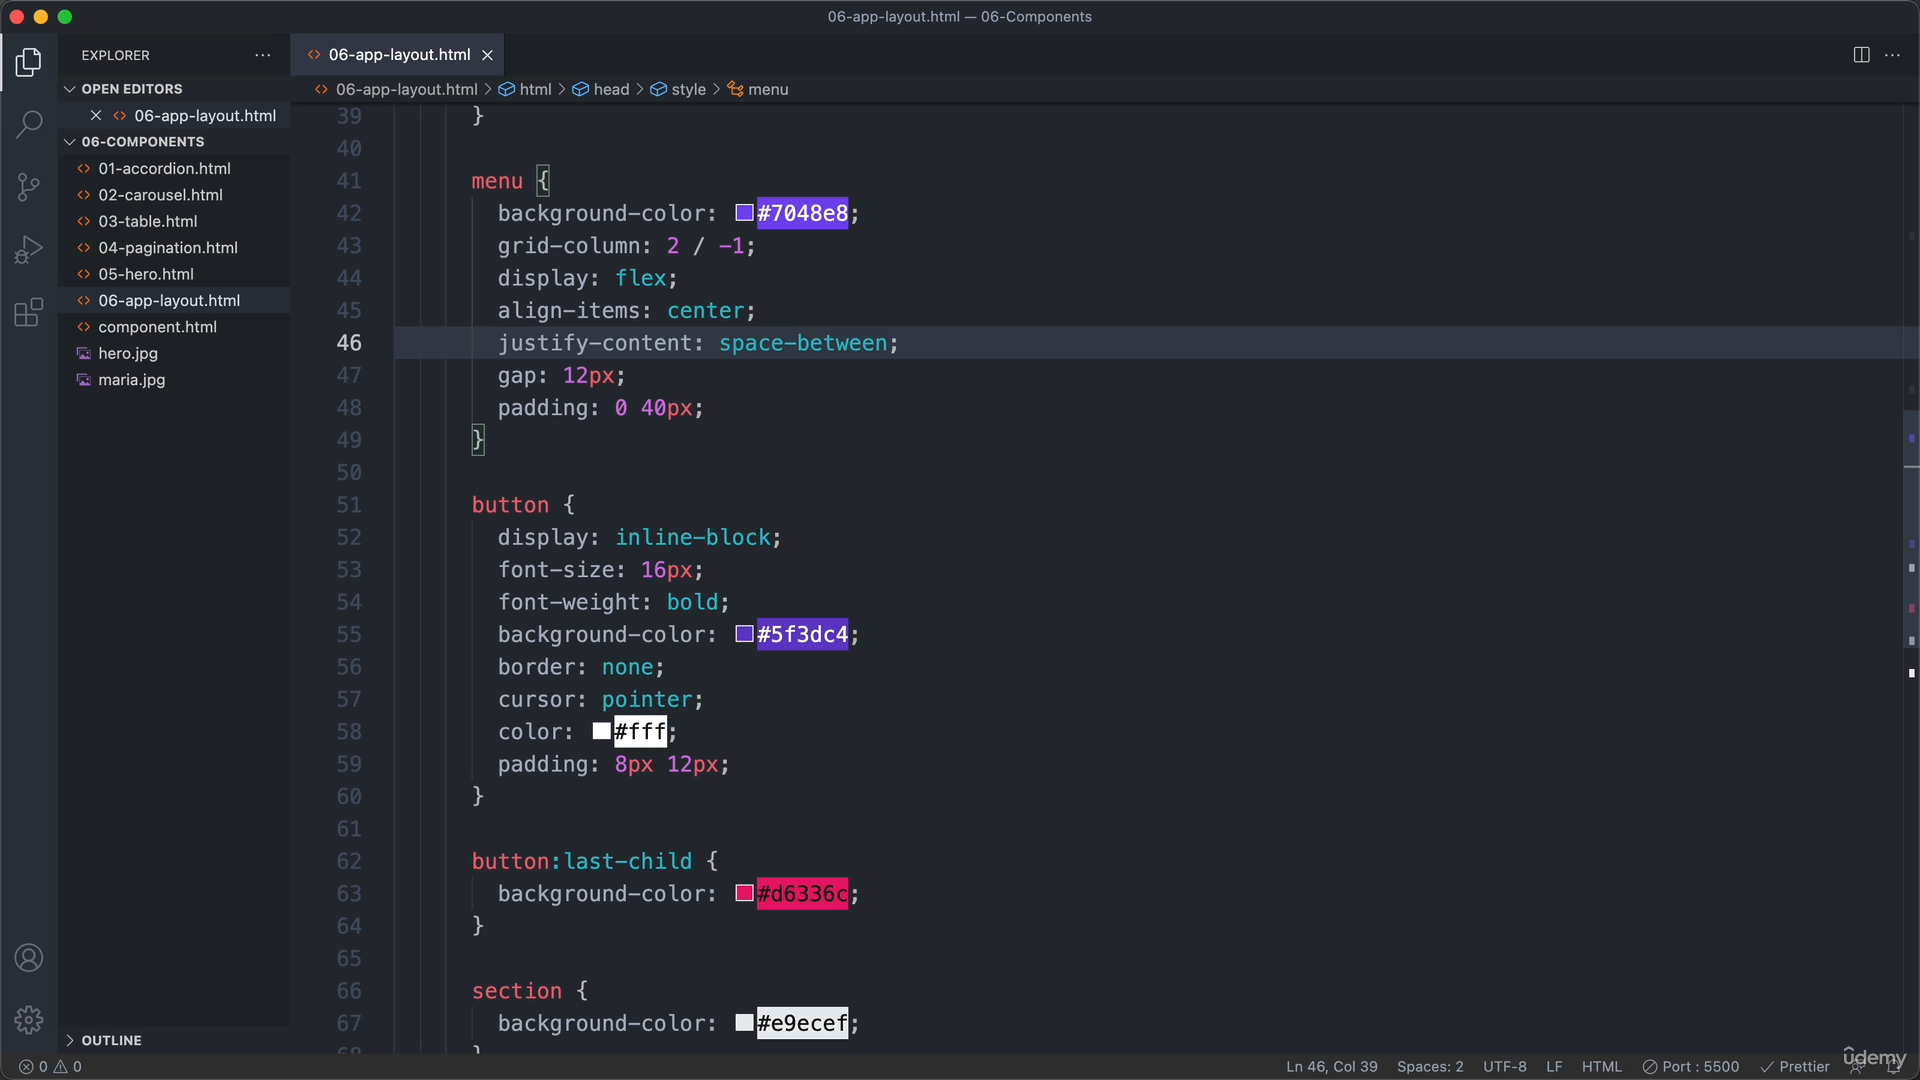 06-app-layout.html — 06-Components
EXPLORER
OPEN EDITORS
06-app-layout.html
06-COMPONENTS
01-accordion.html
02-carousel.html
03-table.html
04-pagination.html
05-hero.html
06-app-layout.html
component.html
hero.jpg
maria.jpg
OUTLINE
06-app-layout.html
06-app-layout.html > html > head > style > menu
39 }
40
41 menu {
42 background-color: #7048e8;
43 grid-column: 2 / -1;
44 display: flex;
45 align-items: center;
46 justify-content: space-between;
47 gap: 12px;
48 padding: 0 40px;
49 }
50
51 button {
52 display: inline-block;
53 font-size: 16px;
54 font-weight: bold;
55 background-color: #5f3dc4;
56 border: none;
57 cursor: pointer;
58 color: #fff;
59 padding: 8px 12px;
60 }
61
62 button:last-child {
63 background-color: #d6336c;
64 }
65
66 section {
67 background-color: #e9ecef;
68 }
0 0 Ln 46, Col 39 Spaces: 2 UTF-8 LF HTML Port : 5500 Prettier
ûdemy